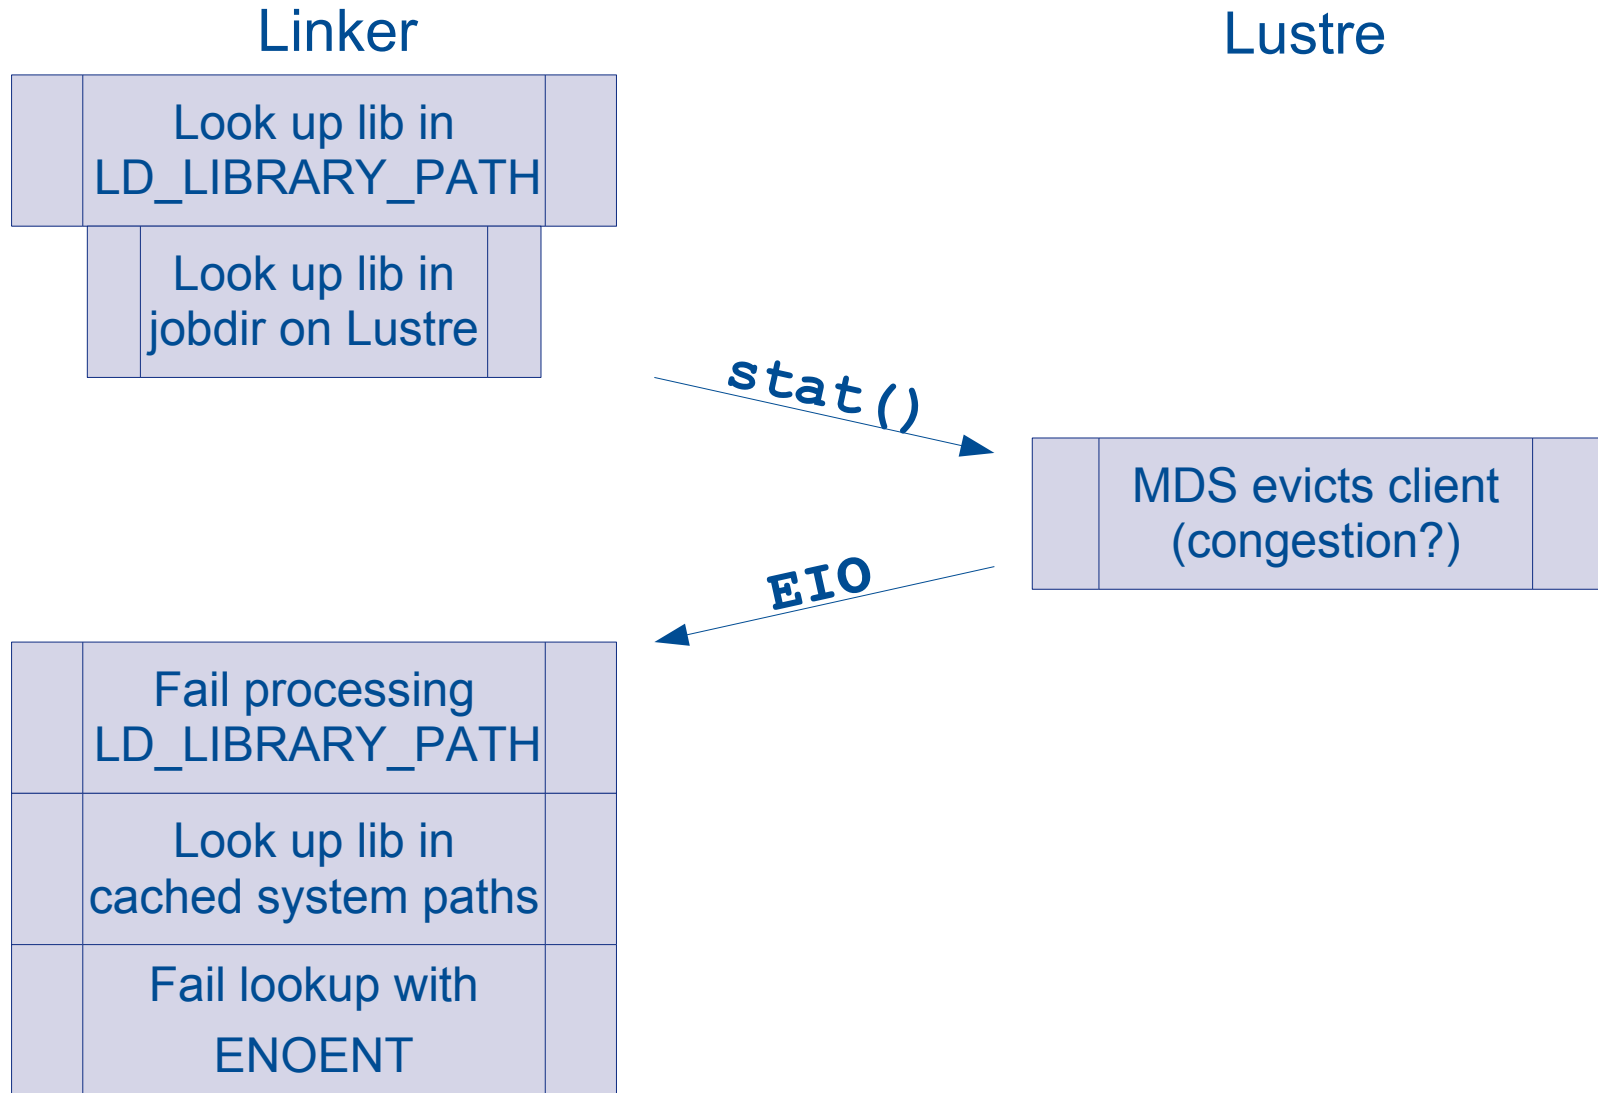 Linker
Lustre
Look up lib in
LD_LIBRARY_PATH
Look up lib in
jobdir on Lustre
stat()
MDS evicts client
(congestion?)
EIO
Fail processing
LD_LIBRARY_PATH
Look up lib in
cached system paths
Fail lookup with
ENOENT